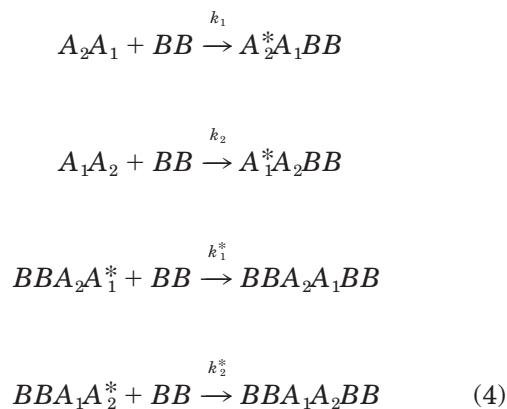 A₂A₁ + BB →^{k₁} A₂*A₁BB
A₁A₂ + BB →^{k₂} A₁*A₂BB
BBA₂A₁* + BB →^{k₁*} BBA₂A₁BB
BBA₁A₂* + BB →^{k₂*} BBA₁A₂BB (4)